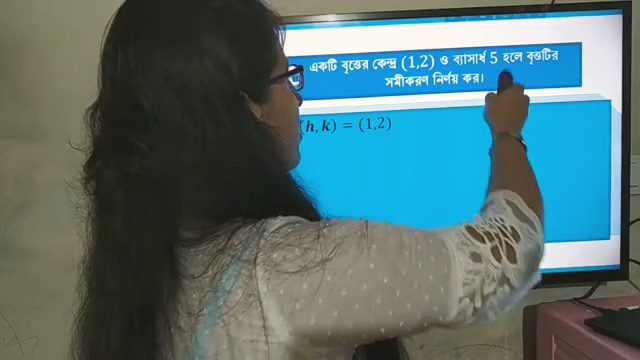 একটি বৃত্তের কেন্দ্র (1,2) ও ব্যাসার্ধ 5 হলে বৃত্তটির
সমীকরণ নির্ণয় কর।
(h, k) = (1,2)